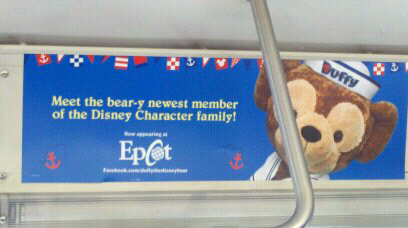 Meet the bear-y newest member
of the Disney Character family!
Now appearing at
Epcot
Facebook.com/duffythedisneybear
Duffy